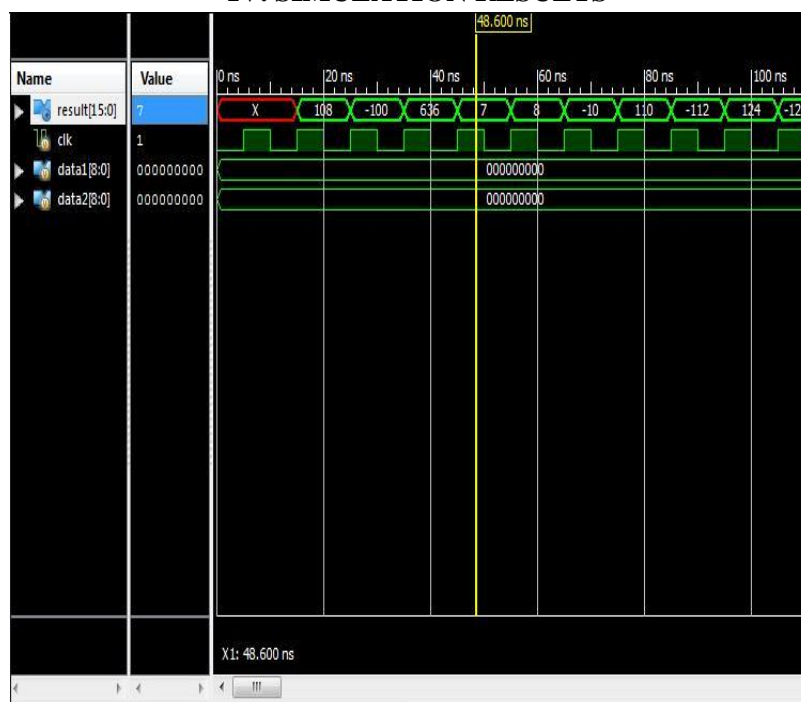 48.600 ns
Name Value 0 ns 20 ns 40 ns 60 ns 80 ns 100 ns
result[15:0] 7 X 108 -100 636 7 8 -10 110 -112 124 -12
clk 1
data1[8:0] 000000000 000000000
data2[8:0] 000000000 000000000
X1: 48.600 ns